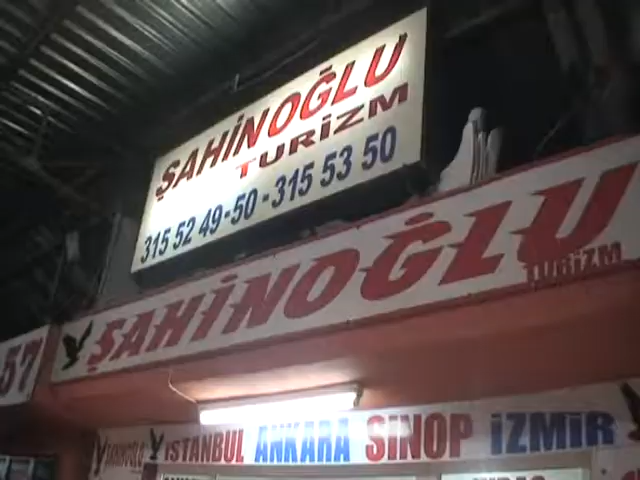 ŞAHİNOĞLU
TURİZM
315 52 49-50-315 53 50
ŞAHİNOĞLU
TURİZM
57
ŞAHİNOĞLU
İSTANBUL ANKARA SİNOP İZMİR